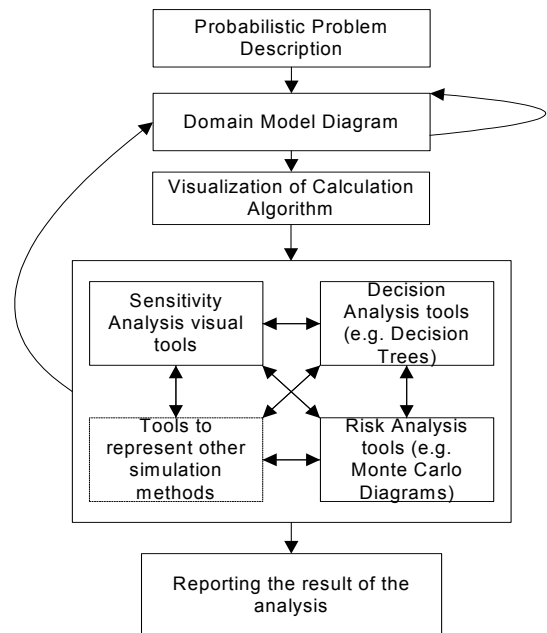 Probabilistic Problem
Description
Domain Model Diagram
Visualization of Calculation
Algorithm
Sensitivity
Analysis visual
tools
Decision
Analysis tools
(e.g. Decision
Trees)
Tools to
represent other
simulation
methods
Risk Analysis
tools (e.g.
Monte Carlo
Diagrams)
Reporting the result of the
analysis